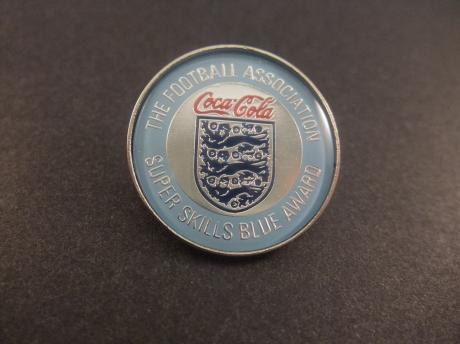 THE FOOTBALL ASSOCIATION
Coca-Cola
SUPER SKILLS BLUE AWARD